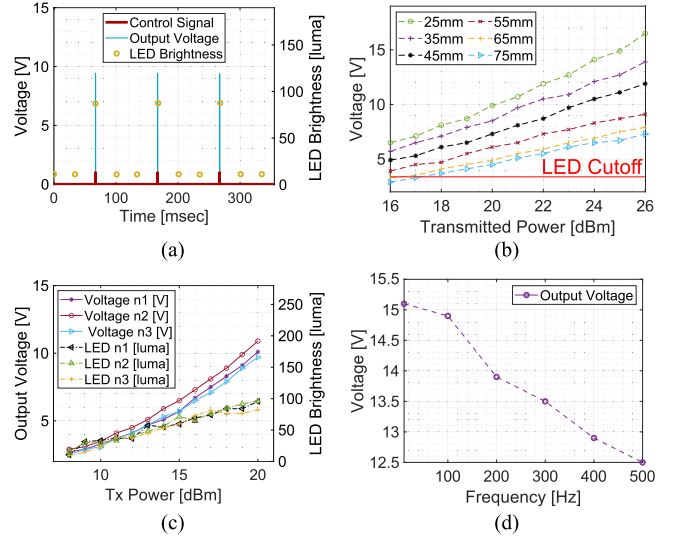 Control Signal
Output Voltage
LED Brightness
15
10
5
0
Voltage [V]
150
100
50
0
LED Brightness [luma]
0 100 200 300
Time [msec]
(a)
25mm 55mm
35mm 65mm
45mm 75mm
15
10
5
Voltage [V]
LED Cutoff
16 18 20 22 24 26
Transmitted Power [dBm]
(b)
Voltage n1 [V]
Voltage n2 [V]
Voltage n3 [V]
LED n1 [luma]
LED n2 [luma]
LED n3 [luma]
15
10
5
Output Voltage [V]
250
200
150
100
50
0
LED Brightness [luma]
10 15 20
Tx Power [dBm]
(c)
Output Voltage
15.5
15
14.5
14
13.5
13
12.5
Voltage [V]
100 200 300 400 500
Frequency [Hz]
(d)